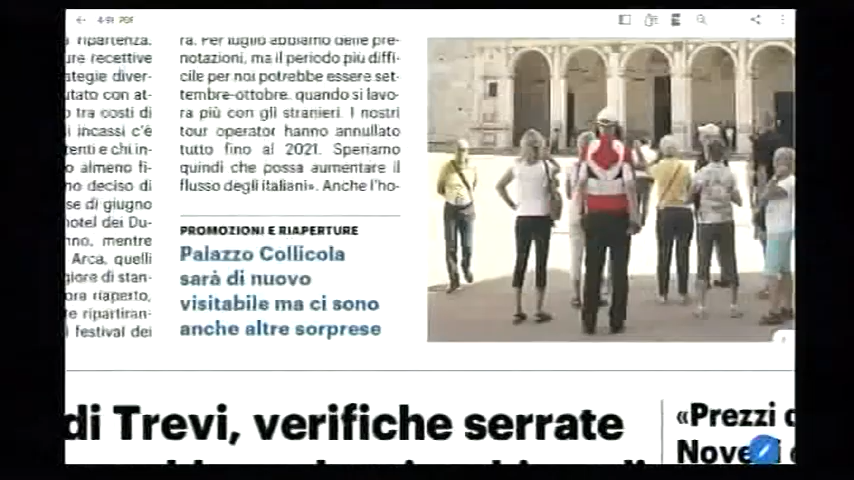 4-91 PDF
a ripartenza.
ure recettive
ategie diver-
utato con at-
o tra costi di
i incassi c'è
tenti e chi in-
o almeno fi-
no deciso di
se di giugno
hotel dei Du-
nno, mentre
Arca, quelli
giore di stan-
ora riaperto,
e ripartiran-
l festival dei
ra. Per luglio abbiamo delle pre-
notazioni, ma il periodo più diffi-
cile per noi potrebbe essere set-
tembre-ottobre, quando si lavo-
ra più con gli stranieri. I nostri
tour operator hanno annullato
tutto fino al 2021. Speriamo
quindi che possa aumentare il
flusso degli italiani». Anche l'ho-
PROMOZIONI E RIAPERTURE
Palazzo Collicola
sarà di nuovo
visitabile ma ci sono
anche altre sorprese
di Trevi, verifiche serrate
«Prezzi